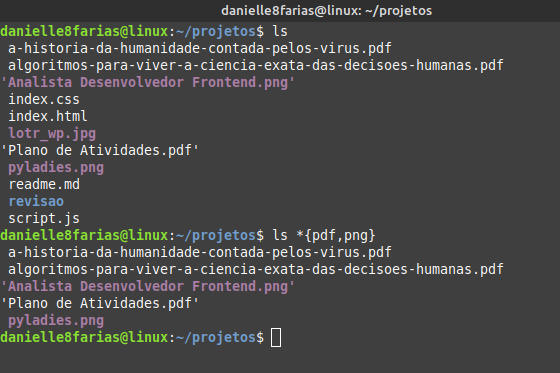 danielle8farias@linux: ~/projetos
danielle8farias@linux:~/projetos$ ls
a-historia-da-humanidade-contada-pelos-virus.pdf
algoritmos-para-viver-a-ciencia-exata-das-decisoes-humanas.pdf
'Analista Desenvolvedor Frontend.png'
index.css
index.html
lotr_wp.jpg
'Plano de Atividades.pdf'
pyladies.png
readme.md
revisao
script.js
danielle8farias@linux:~/projetos$ ls *{pdf,png}
a-historia-da-humanidade-contada-pelos-virus.pdf
algoritmos-para-viver-a-ciencia-exata-das-decisoes-humanas.pdf
'Analista Desenvolvedor Frontend.png'
'Plano de Atividades.pdf'
pyladies.png
danielle8farias@linux:~/projetos$